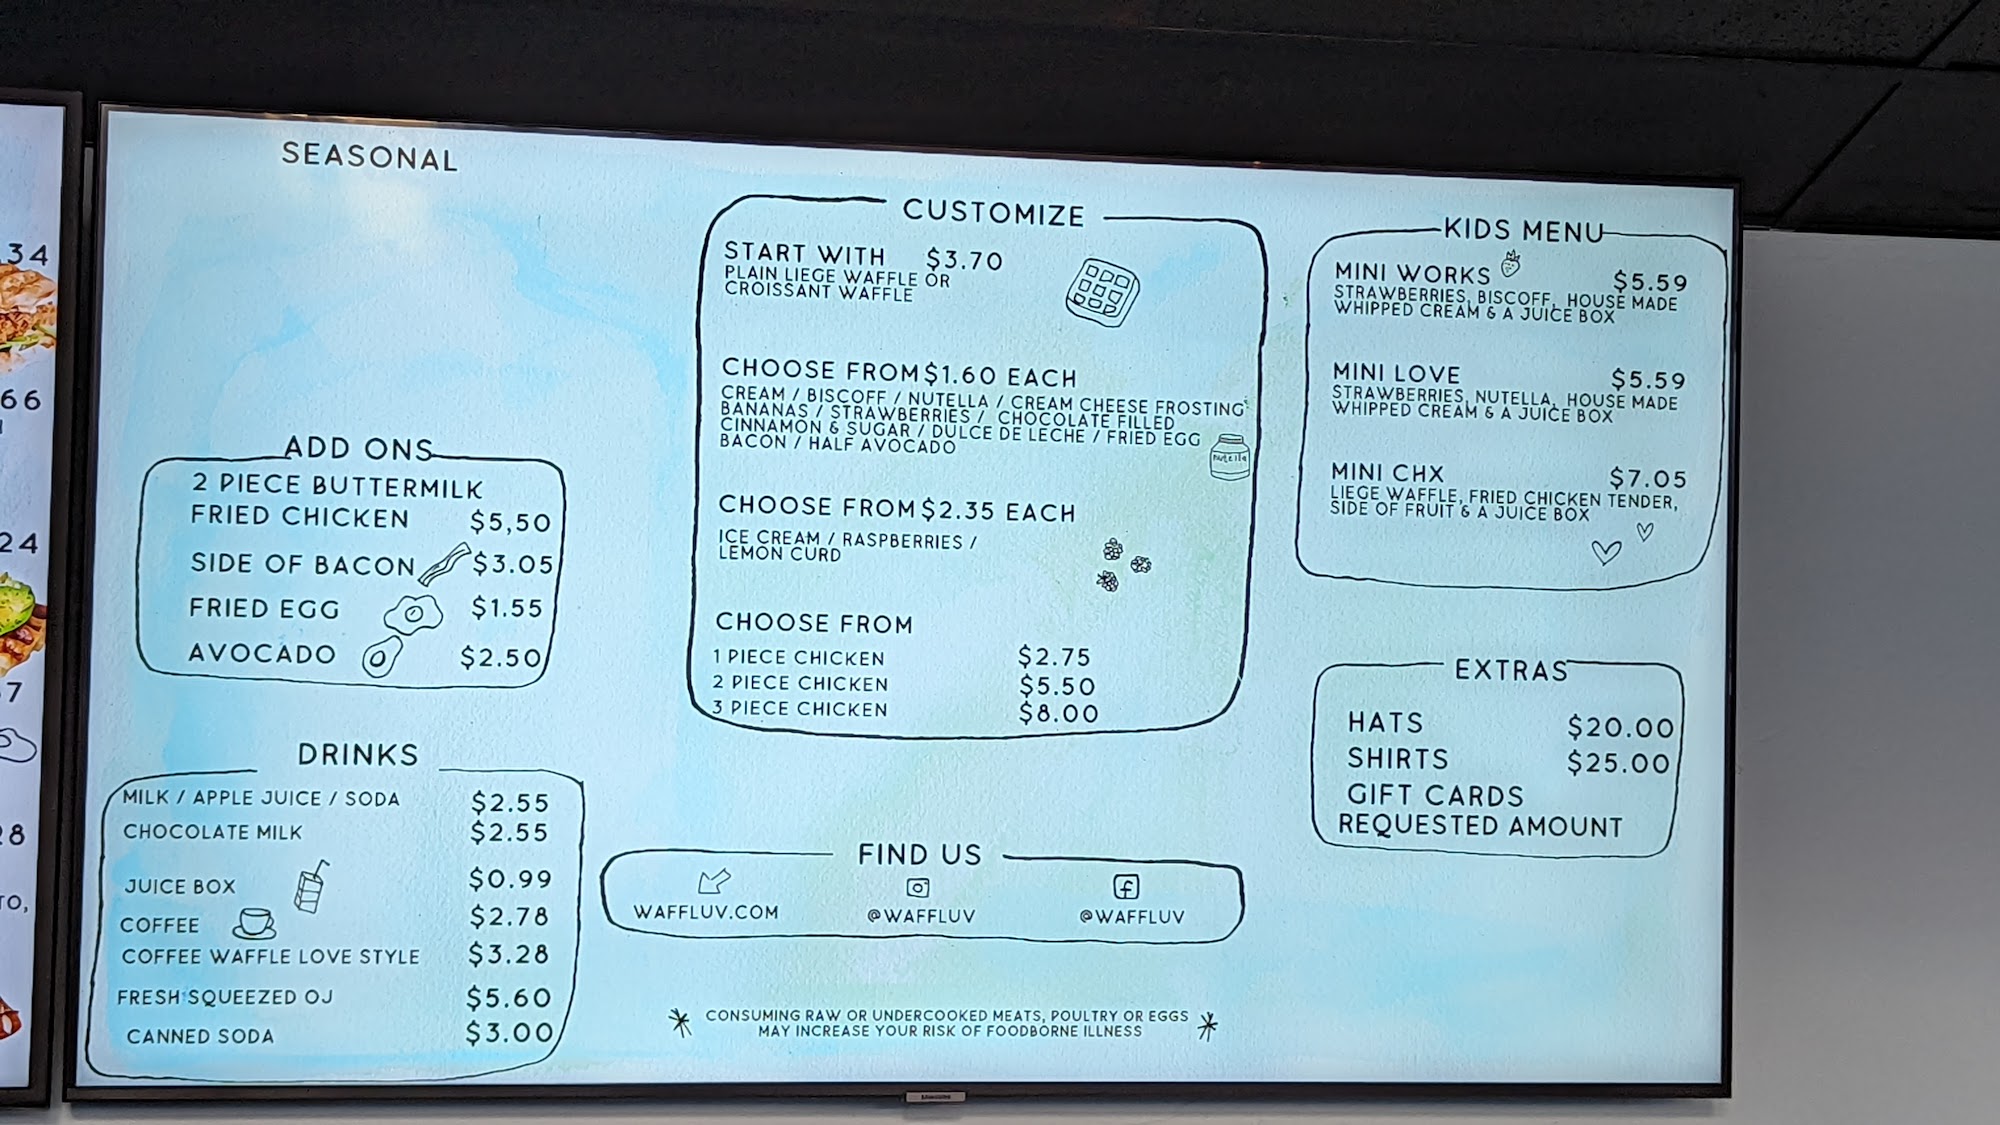 34
66
24
7
28
TO,
SEASONAL
ADD ONS
2 PIECE BUTTERMILK
FRIED CHICKEN $5,50
SIDE OF BACON $3.05
FRIED EGG $1.55
AVOCADO $2.50
DRINKS
MILK / APPLE JUICE / SODA $2.55
CHOCOLATE MILK $2.55
JUICE BOX $0.99
COFFEE $2.78
COFFEE WAFFLE LOVE STYLE $3.28
FRESH SQUEEZED OJ $5.60
CANNED SODA $3.00
CUSTOMIZE
START WITH $3.70
PLAIN LIEGE WAFFLE OR
CROISSANT WAFFLE
CHOOSE FROM $1.60 EACH
CREAM / BISCOFF / NUTELLA / CREAM CHEESE FROSTING
BANANAS / STRAWBERRIES / CHOCOLATE FILLED
CINNAMON & SUGAR / DULCE DE LECHE / FRIED EGG
BACON / HALF AVOCADO
nutella
CHOOSE FROM $2.35 EACH
ICE CREAM / RASPBERRIES /
LEMON CURD
CHOOSE FROM
1 PIECE CHICKEN $2.75
2 PIECE CHICKEN $5.50
3 PIECE CHICKEN $8.00
FIND US
WAFFLUV.COM @WAFFLUV @WAFFLUV
CONSUMING RAW OR UNDERCOOKED MEATS, POULTRY OR EGGS
MAY INCREASE YOUR RISK OF FOODBORNE ILLNESS
KIDS MENU
MINI WORKS $5.59
STRAWBERRIES, BISCOFF, HOUSE MADE
WHIPPED CREAM & A JUICE BOX
MINI LOVE $5.59
STRAWBERRIES, NUTELLA, HOUSE MADE
WHIPPED CREAM & A JUICE BOX
MINI CHX $7.05
LIEGE WAFFLE, FRIED CHICKEN TENDER,
SIDE OF FRUIT & A JUICE BOX
EXTRAS
HATS $20.00
SHIRTS $25.00
GIFT CARDS
REQUESTED AMOUNT